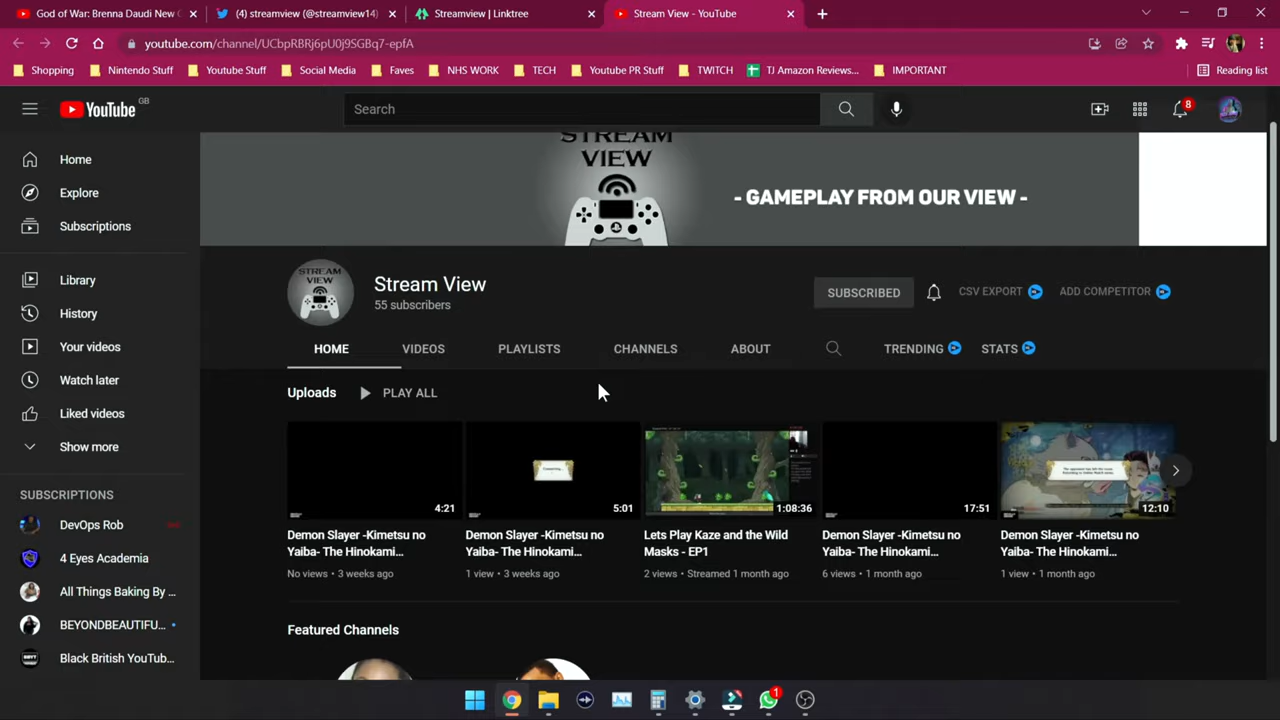 God of War: Brenna Daudi New
(4) streamview (@streamview14)
Streamview | Linktree
Stream View - YouTube
youtube.com/channel/UCbpRBRj6pU0j9SGBq7-epfA
Shopping
Nintendo Stuff
Youtube Stuff
Social Media
Faves
NHS WORK
TECH
Youtube PR Stuff
TWITCH
TJ Amazon Reviews...
IMPORTANT
Reading list
YouTube GB
Search
8
STREAM
VIEW
- GAMEPLAY FROM OUR VIEW -
Home
Explore
Subscriptions
Library
History
Your videos
Watch later
Liked videos
Show more
SUBSCRIPTIONS
DevOps Rob
4 Eyes Academia
All Things Baking By ...
BEYONDBEAUTIFU...
Black British YouTub...
STREAM
VIEW
Stream View
55 subscribers
SUBSCRIBED
CSV EXPORT
ADD COMPETITOR
HOME
VIDEOS
PLAYLISTS
CHANNELS
ABOUT
TRENDING
STATS
Uploads
PLAY ALL
4:21
5:01
1:08:36
17:51
12:10
Demon Slayer -Kimetsu no
Yaiba- The Hinokami...
No views • 3 weeks ago
Demon Slayer -Kimetsu no
Yaiba- The Hinokami...
1 view • 3 weeks ago
Lets Play Kaze and the Wild
Masks - EP1
2 views • Streamed 1 month ago
Demon Slayer -Kimetsu no
Yaiba- The Hinokami...
6 views • 1 month ago
Demon Slayer -Kimetsu no
Yaiba- The Hinokami...
1 view • 1 month ago
Featured Channels
1